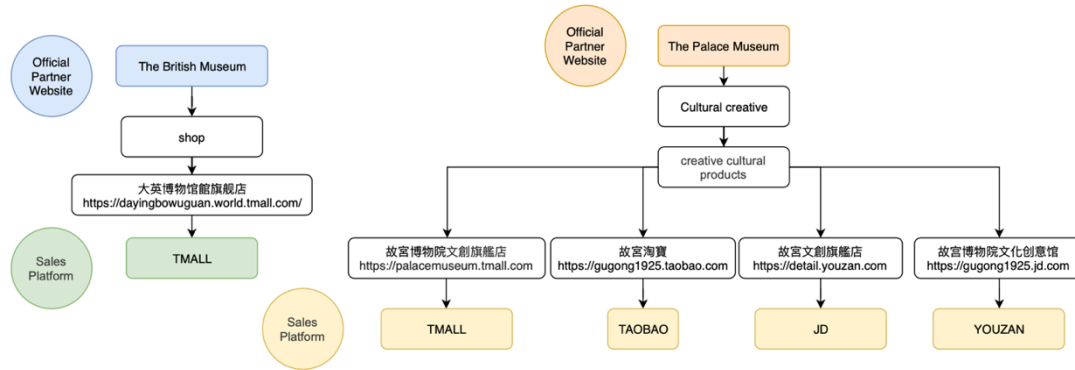 Official
Partner
Website
The British Museum
shop
大英博物馆館旗舰店
https://dayingbowuguan.world.tmall.com/
Sales
Platform
TMALL
Official
Partner
Website
The Palace Museum
Cultural creative
creative cultural
products
故宮博物院文創旗艦店
https://palacemuseum.tmall.com
故宮淘寶
https://gugong1925.taobao.com
故宮文創旗艦店
https://detail.youzan.com
故宫博物院文化创意馆
https://gugong1925.jd.com
Sales
Platform
TMALL
TAOBAO
JD
YOUZAN